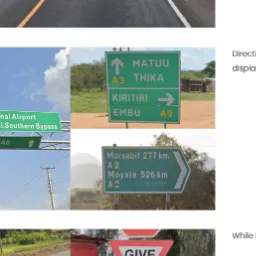 nal Airport
l.Southern Bypass
A8
MATUU
THIKA
A3
KIRITIRI
EMBU
A9
Marsabit 277 km.
A2
Moyale 526 km
A2
GIVE
Directi
displa
While